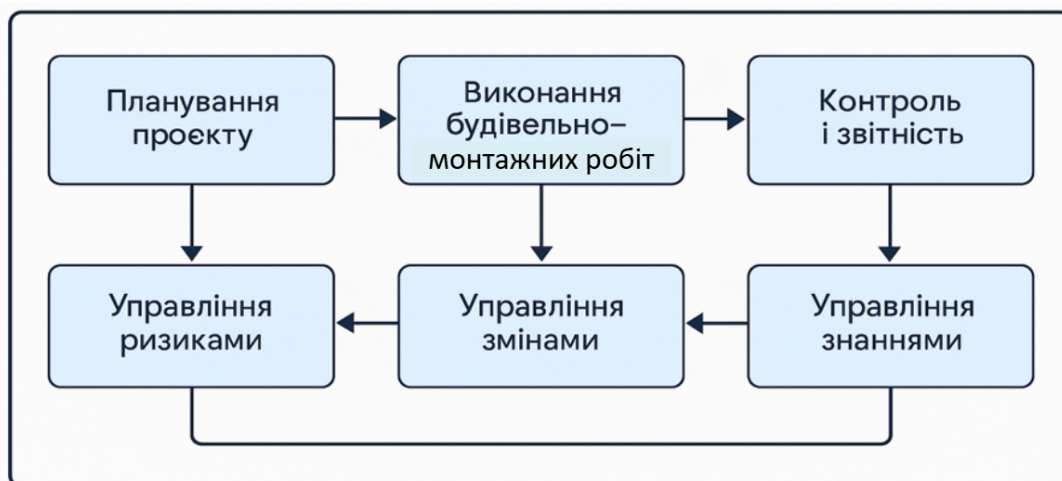 Планування
проєкту
Виконання
будівельно–
монтажних робіт
Контроль
і звітність
Управління
ризиками
Управління
змінами
Управління
знаннями